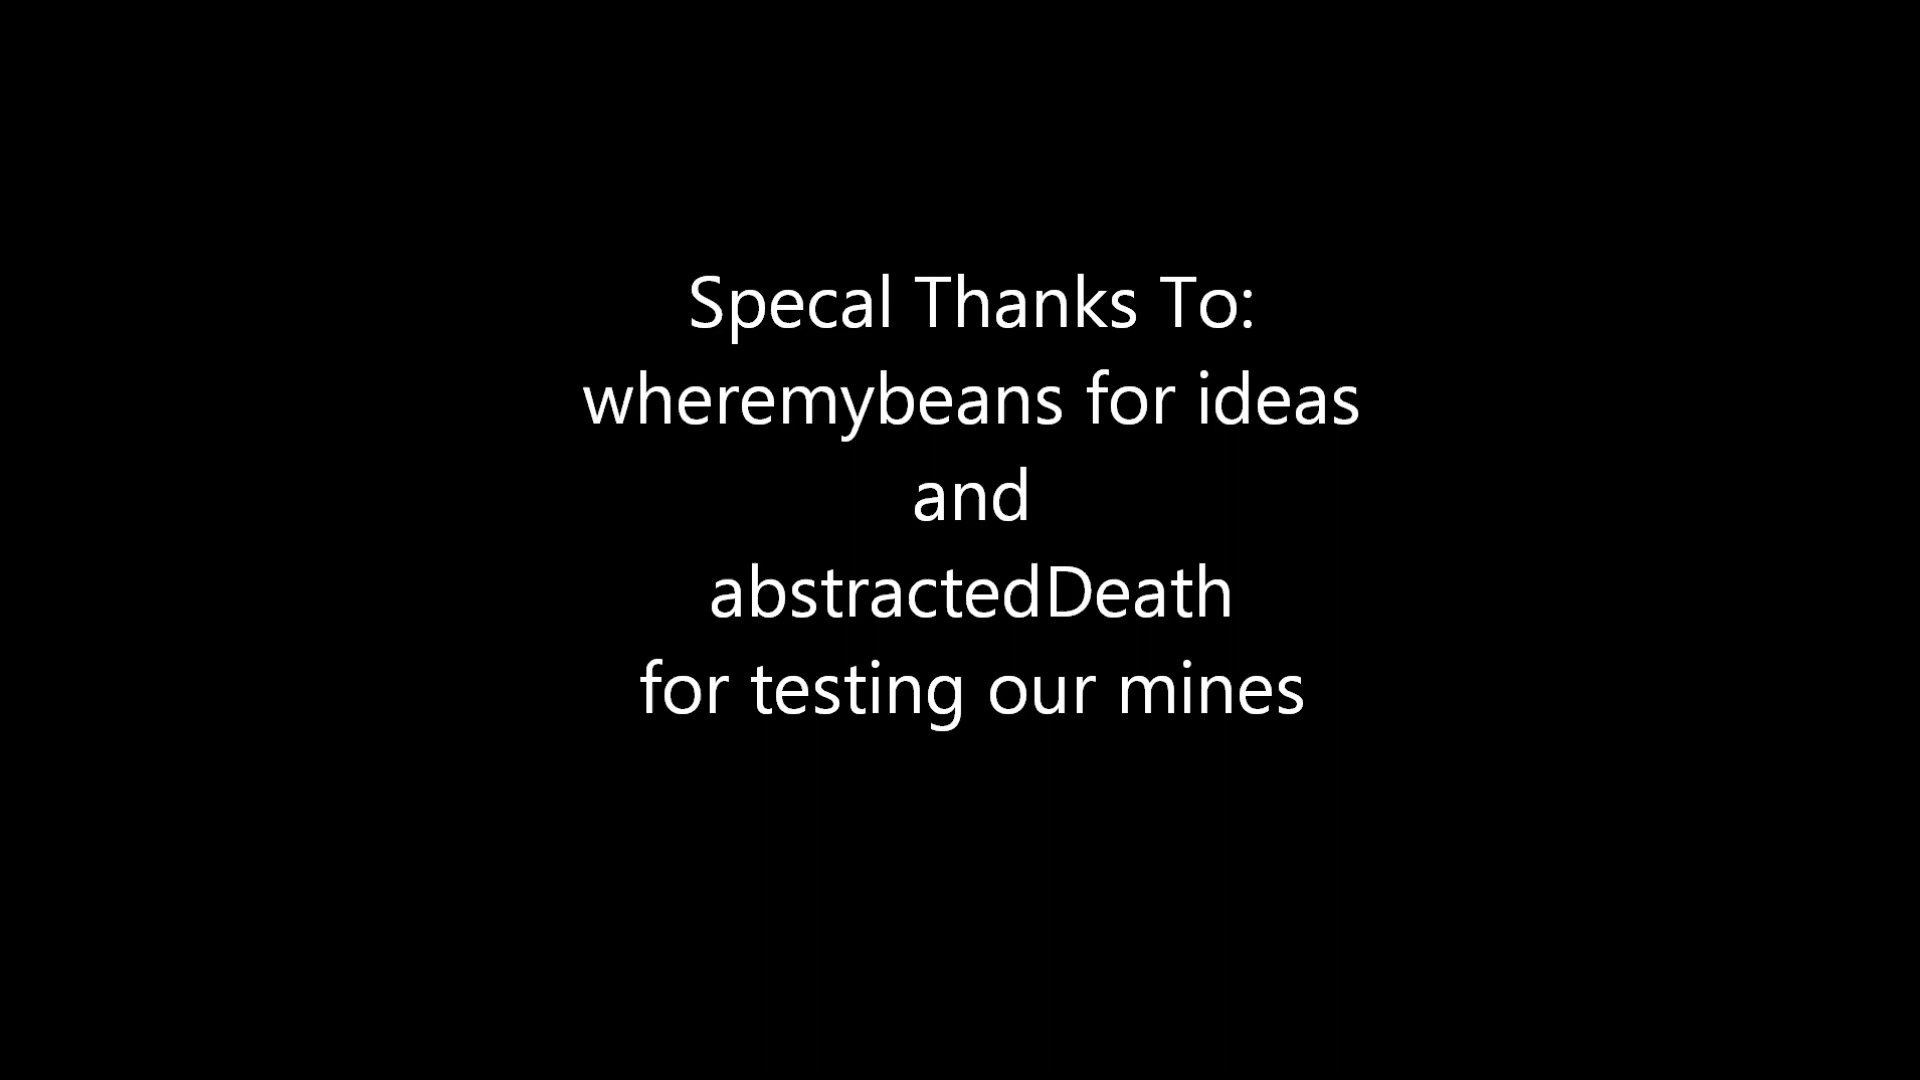 Specal Thanks To:
wheremybeans for ideas
and
abstractedDeath
for testing our mines